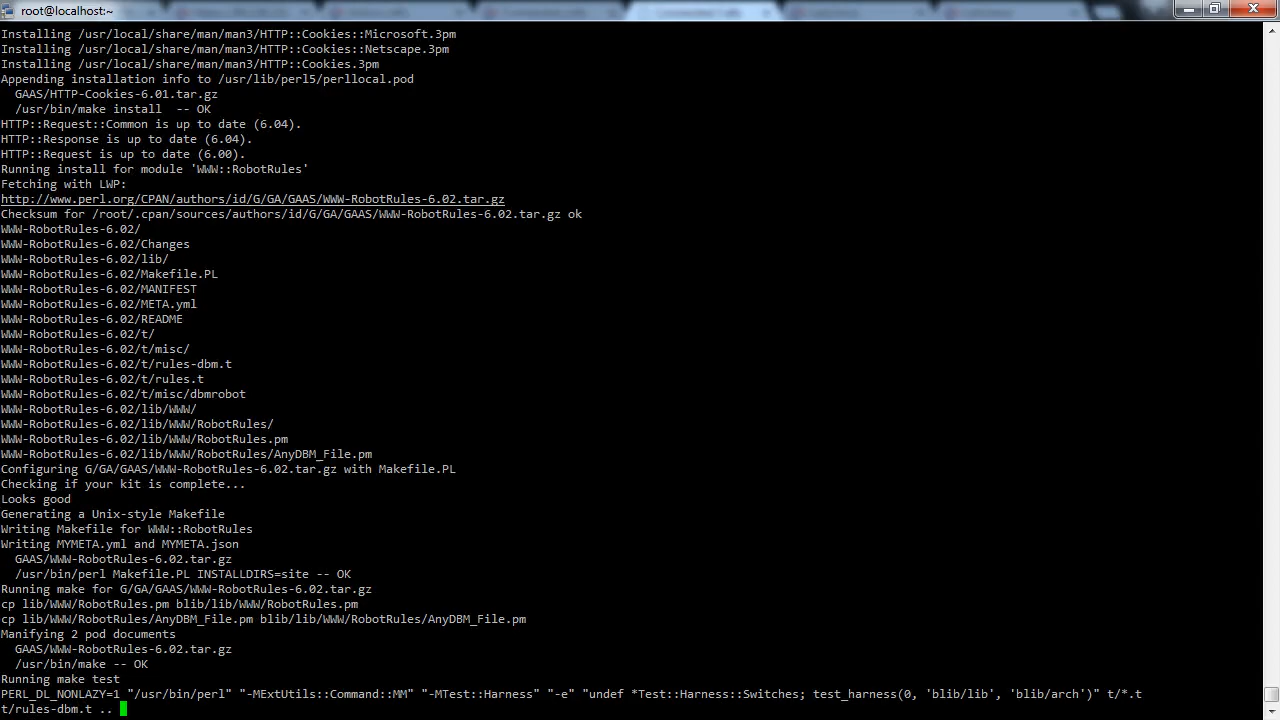 root@localhost:~
Installing /usr/local/share/man/man3/HTTP::Cookies::Microsoft.3pm
Installing /usr/local/share/man/man3/HTTP::Cookies::Netscape.3pm
Installing /usr/local/share/man/man3/HTTP::Cookies.3pm
Appending installation info to /usr/lib/perl5/perllocal.pod
  GAAS/HTTP-Cookies-6.01.tar.gz
  /usr/bin/make install  -- OK
HTTP::Request::Common is up to date (6.04).
HTTP::Response is up to date (6.04).
HTTP::Request is up to date (6.00).
Running install for module 'WWW::RobotRules'
Fetching with LWP:
http://www.perl.org/CPAN/authors/id/G/GA/GAAS/WWW-RobotRules-6.02.tar.gz
Checksum for /root/.cpan/sources/authors/id/G/GA/GAAS/WWW-RobotRules-6.02.tar.gz ok
WWW-RobotRules-6.02/
WWW-RobotRules-6.02/Changes
WWW-RobotRules-6.02/lib/
WWW-RobotRules-6.02/Makefile.PL
WWW-RobotRules-6.02/MANIFEST
WWW-RobotRules-6.02/META.yml
WWW-RobotRules-6.02/README
WWW-RobotRules-6.02/t/
WWW-RobotRules-6.02/t/misc/
WWW-RobotRules-6.02/t/rules-dbm.t
WWW-RobotRules-6.02/t/rules.t
WWW-RobotRules-6.02/t/misc/dbmrobot
WWW-RobotRules-6.02/lib/WWW/
WWW-RobotRules-6.02/lib/WWW/RobotRules/
WWW-RobotRules-6.02/lib/WWW/RobotRules.pm
WWW-RobotRules-6.02/lib/WWW/RobotRules/AnyDBM_File.pm
Configuring G/GA/GAAS/WWW-RobotRules-6.02.tar.gz with Makefile.PL
Checking if your kit is complete...
Looks good
Generating a Unix-style Makefile
Writing Makefile for WWW::RobotRules
Writing MYMETA.yml and MYMETA.json
  GAAS/WWW-RobotRules-6.02.tar.gz
  /usr/bin/perl Makefile.PL INSTALLDIRS=site -- OK
Running make for G/GA/GAAS/WWW-RobotRules-6.02.tar.gz
cp lib/WWW/RobotRules.pm blib/lib/WWW/RobotRules.pm
cp lib/WWW/RobotRules/AnyDBM_File.pm blib/lib/WWW/RobotRules/AnyDBM_File.pm
Manifying 2 pod documents
  GAAS/WWW-RobotRules-6.02.tar.gz
  /usr/bin/make -- OK
Running make test
PERL_DL_NONLAZY=1 "/usr/bin/perl" "-MExtUtils::Command::MM" "-MTest::Harness" "-e" "undef *Test::Harness::Switches; test_harness(0, 'blib/lib', 'blib/arch')" t/*.t
t/rules-dbm.t ..